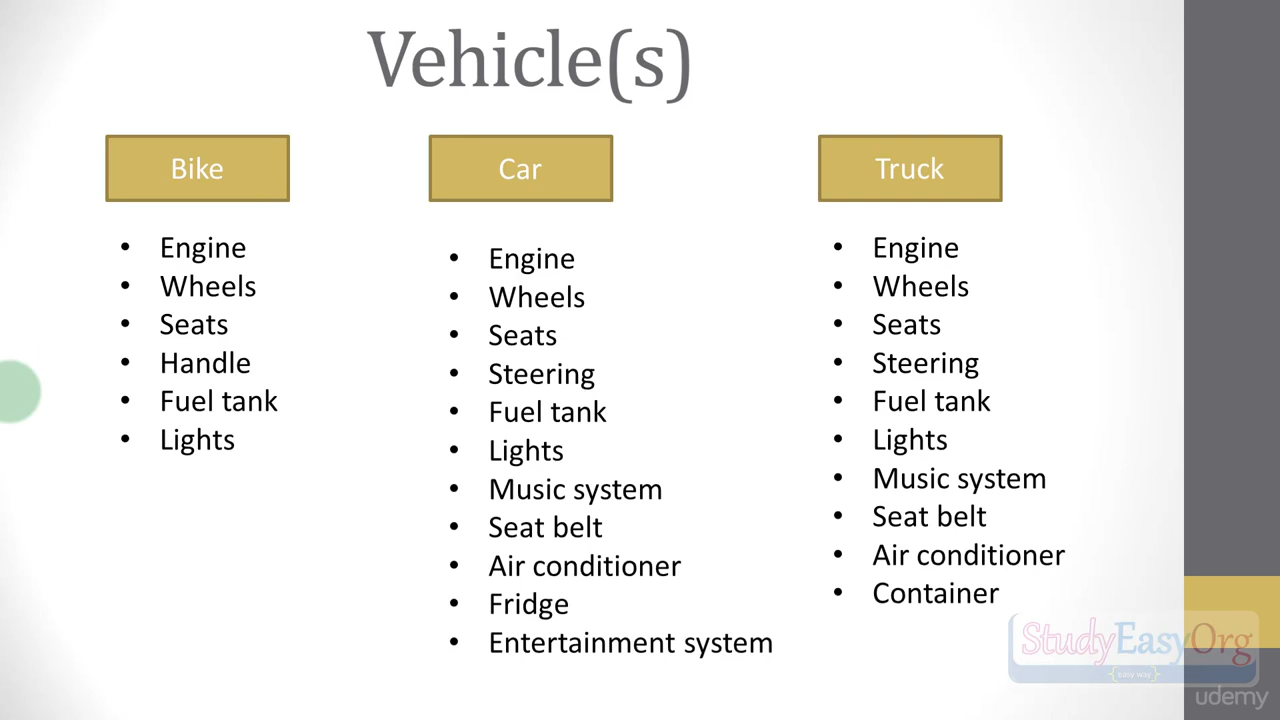 Vehicle(s)
Bike
• Engine
• Wheels
• Seats
• Handle
• Fuel tank
• Lights
Car
• Engine
• Wheels
• Seats
• Steering
• Fuel tank
• Lights
• Music system
• Seat belt
• Air conditioner
• Fridge
• Entertainment system
Truck
• Engine
• Wheels
• Seats
• Steering
• Fuel tank
• Lights
• Music system
• Seat belt
• Air conditioner
• Container
StudyEasyOrg
{Easy way}
udemy